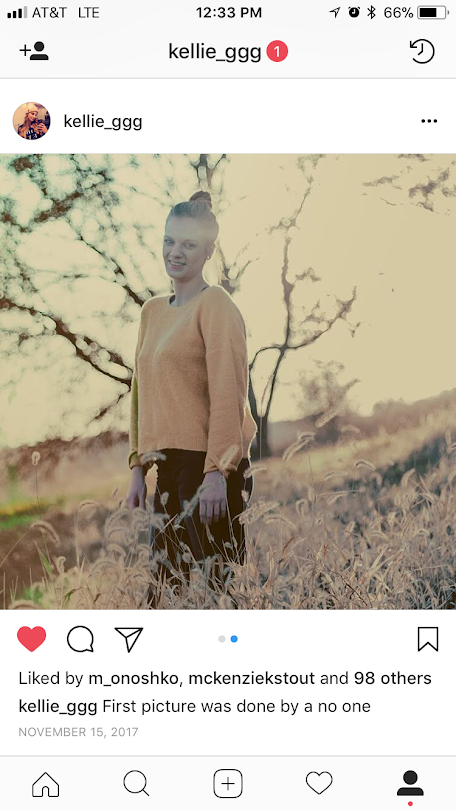 AT&T LTE 12:33 PM 66%
kellie_ggg 1
kellie_ggg
Liked by m_onoshko, mckenziekstout and 98 others
kellie_ggg First picture was done by a no one
NOVEMBER 15, 2017